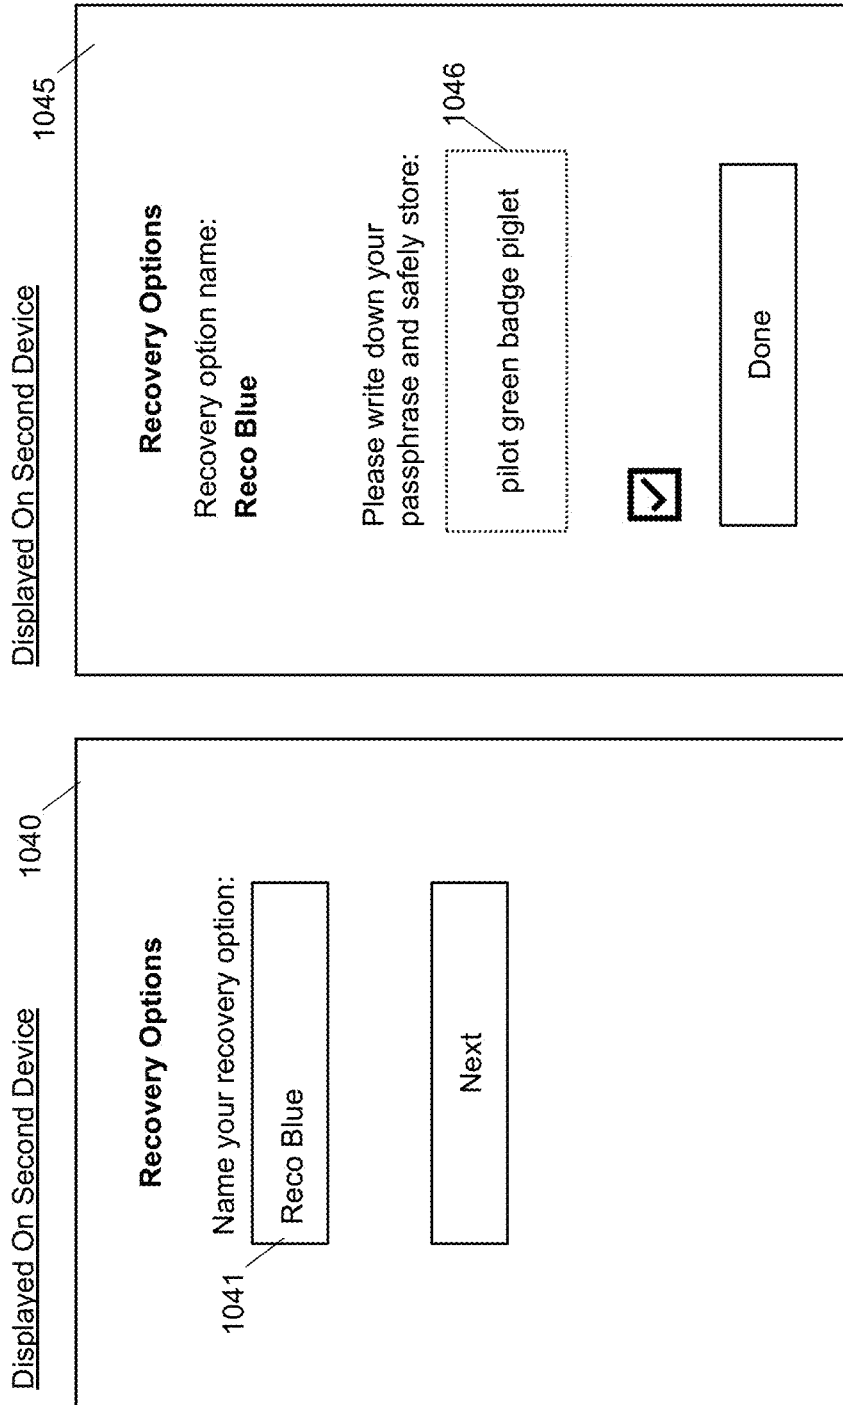 Displayed On Second Device
1040
Recovery Options
Name your recovery option:
1041
Reco Blue
Next
Displayed On Second Device
1045
Recovery Options
Recovery option name:
Reco Blue
Please write down your
passphrase and safely store:
1046
pilot green badge piglet
Done